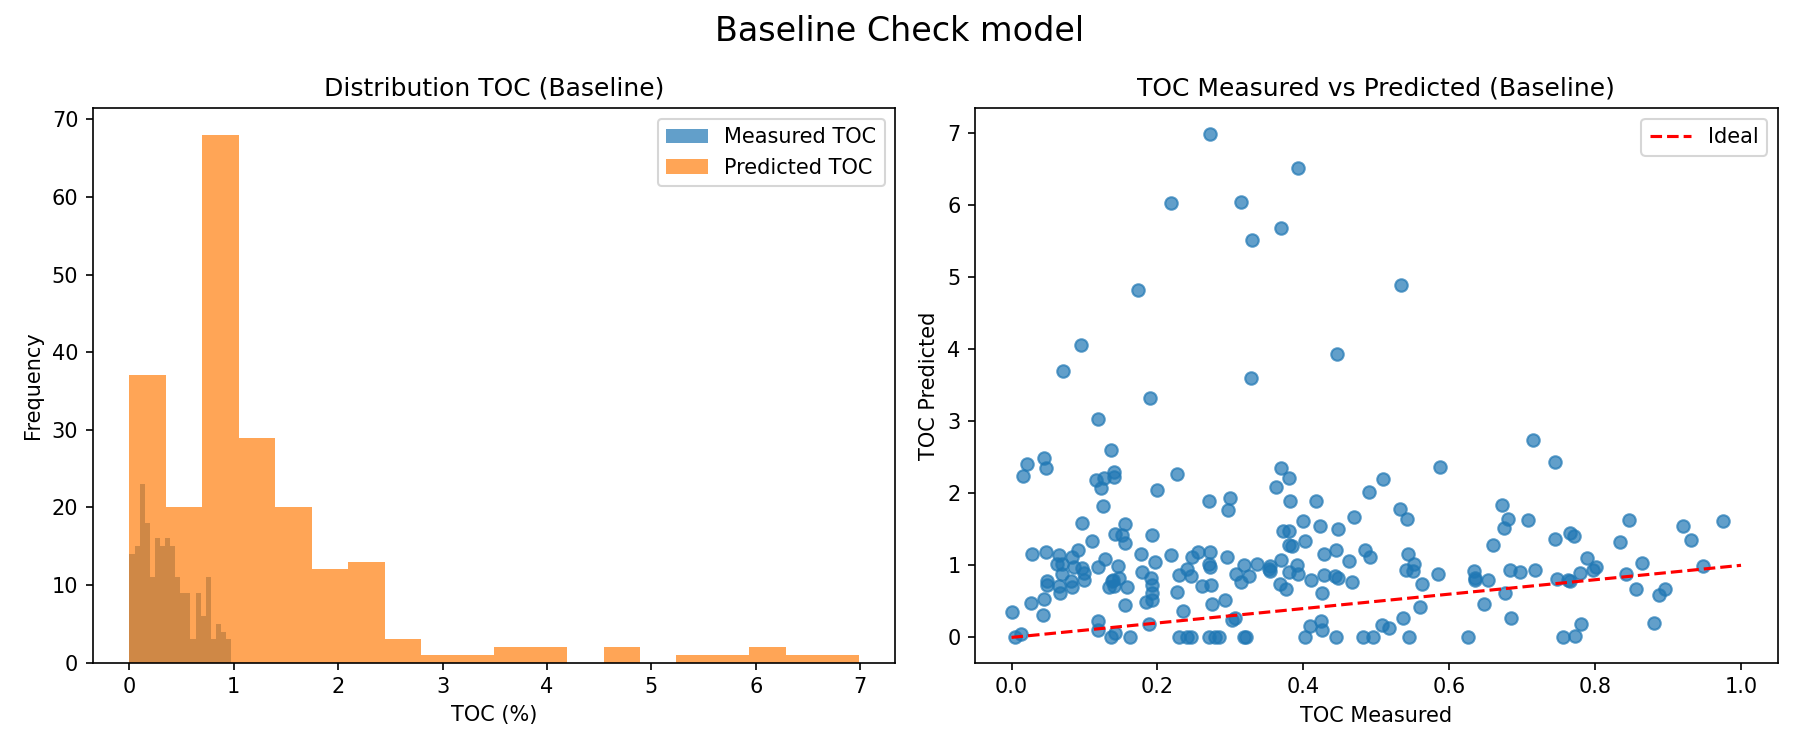 Baseline Check model
Distribution TOC (Baseline)
70
60
50
40
30
20
10
0
Frequency
Measured TOC
Predicted TOC
0 1 2 3 4 5 6 7
TOC (%)
TOC Measured vs Predicted (Baseline)
7
6
5
4
3
2
1
0
TOC Predicted
Ideal
0.0 0.2 0.4 0.6 0.8 1.0
TOC Measured